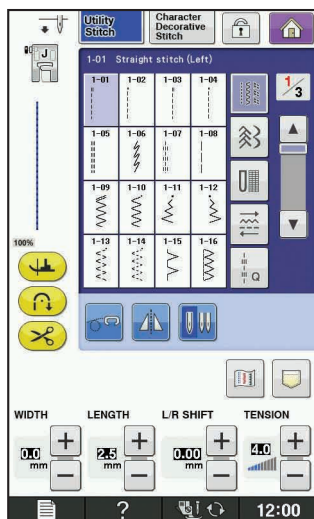 Utility Stitch
Character Decorative Stitch
J
1-01 Straight stitch (Left)
1/3
1-01 1-02 1-03 1-04
1-05 1-06 1-07 1-08
1-09 1-10 1-11 1-12
1-13 1-14 1-15 1-16
Q
100%
WIDTH LENGTH L/R SHIFT TENSION
0.0 mm + − 2.5 mm + − 0.00 mm + − 4.0 + −
? 12:00